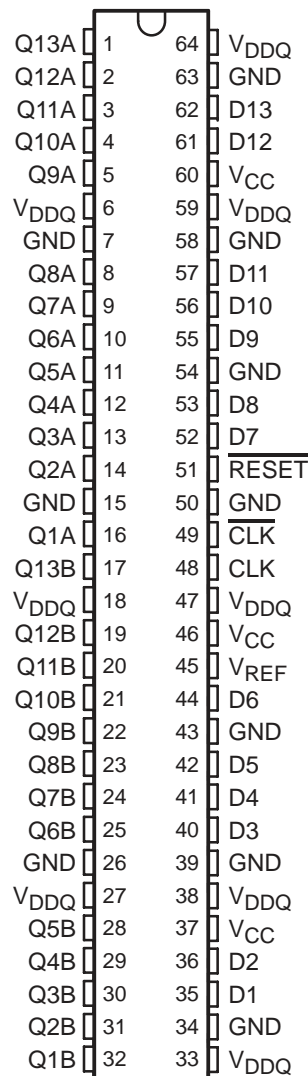 Q13A 1 64 VDDQ
Q12A 2 63 GND
Q11A 3 62 D13
Q10A 4 61 D12
Q9A 5 60 VCC
VDDQ 6 59 VDDQ
GND 7 58 GND
Q8A 8 57 D11
Q7A 9 56 D10
Q6A 10 55 D9
Q5A 11 54 GND
Q4A 12 53 D8
Q3A 13 52 D7
Q2A 14 51 RESET
GND 15 50 GND
Q1A 16 49 CLK
Q13B 17 48 CLK
VDDQ 18 47 VDDQ
Q12B 19 46 VCC
Q11B 20 45 VREF
Q10B 21 44 D6
Q9B 22 43 GND
Q8B 23 42 D5
Q7B 24 41 D4
Q6B 25 40 D3
GND 26 39 GND
VDDQ 27 38 VDDQ
Q5B 28 37 VCC
Q4B 29 36 D2
Q3B 30 35 D1
Q2B 31 34 GND
Q1B 32 33 VDDQ